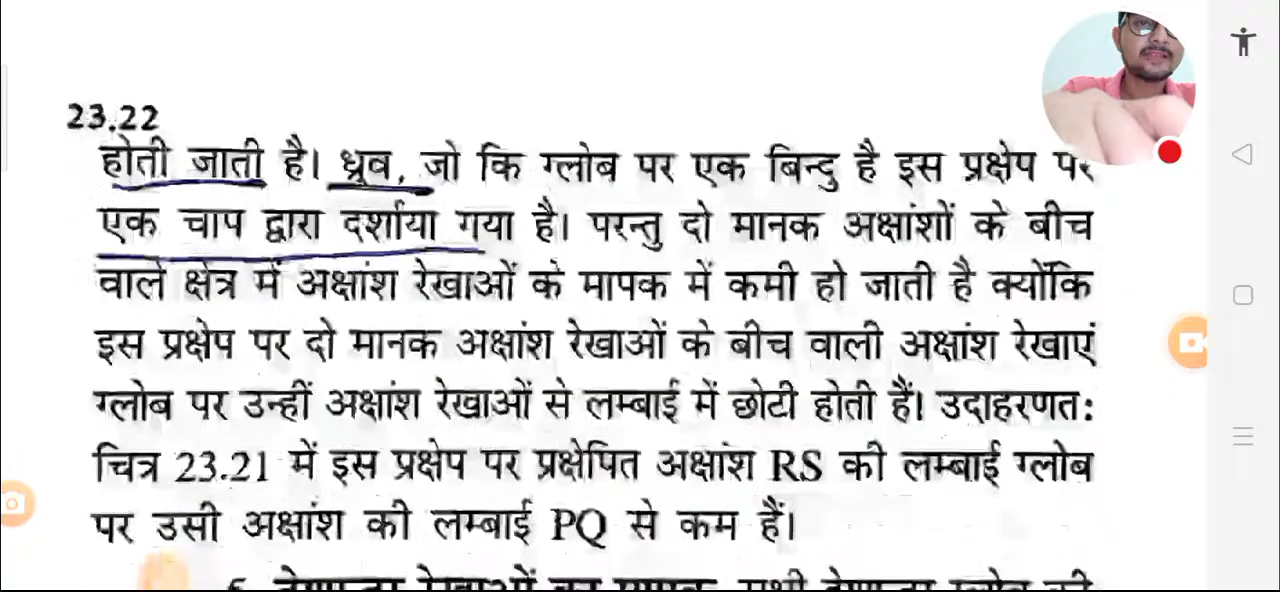 23.22
होती जाती है। ध्रुव, जो कि ग्लोब पर एक बिन्दु है इस प्रक्षेप पर
एक चाप द्वारा दर्शाया गया है। परन्तु दो मानक अक्षांशों के बीच
वाले क्षेत्र में अक्षांश रेखाओं के मापक में कमी हो जाती है क्योंकि
इस प्रक्षेप पर दो मानक अक्षांश रेखाओं के बीच वाली अक्षांश रेखाएं
ग्लोब पर उन्हीं अक्षांश रेखाओं से लम्बाई में छोटी होती हैं। उदाहरणत:
चित्र 23.21 में इस प्रक्षेप पर प्रक्षेपित अक्षांश RS की लम्बाई ग्लोब
पर उसी अक्षांश की लम्बाई PQ से कम हैं।